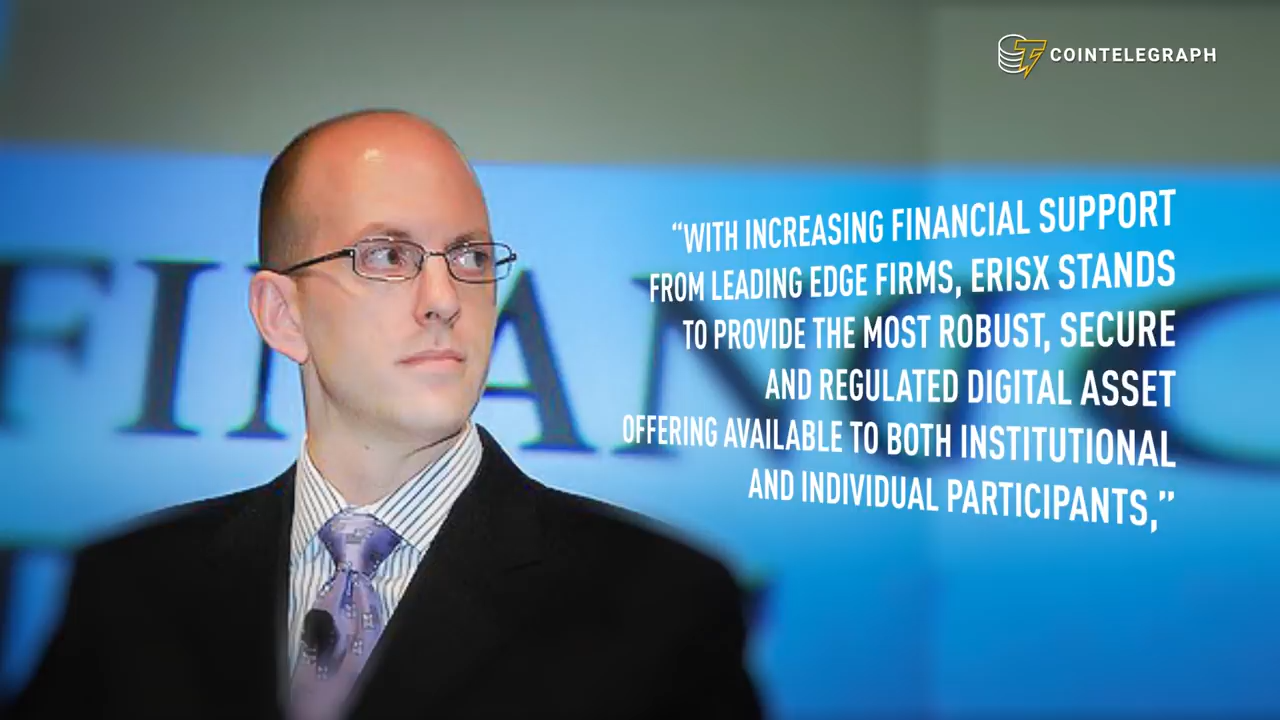 COINTELEGRAPH
FINANC
“WITH INCREASING FINANCIAL SUPPORT
FROM LEADING EDGE FIRMS, ERISX STANDS
TO PROVIDE THE MOST ROBUST, SECURE
AND REGULATED DIGITAL ASSET
OFFERING AVAILABLE TO BOTH INSTITUTIONAL
AND INDIVIDUAL PARTICIPANTS,”